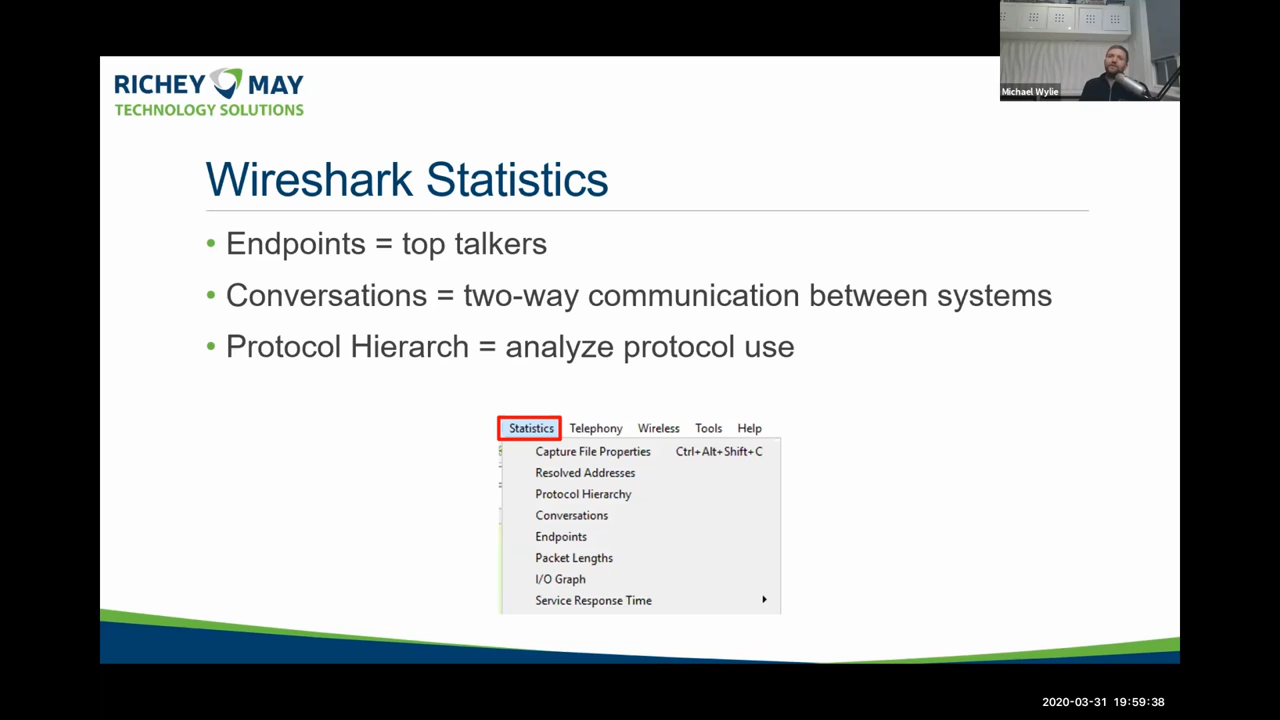 RICHEY MAY
TECHNOLOGY SOLUTIONS
Michael Wylie
Wireshark Statistics
• Endpoints = top talkers
• Conversations = two-way communication between systems
• Protocol Hierarch = analyze protocol use
Statistics Telephony Wireless Tools Help
Capture File Properties Ctrl+Alt+Shift+C
Resolved Addresses
Protocol Hierarchy
Conversations
Endpoints
Packet Lengths
I/O Graph
Service Response Time
2020-03-31 19:59:38